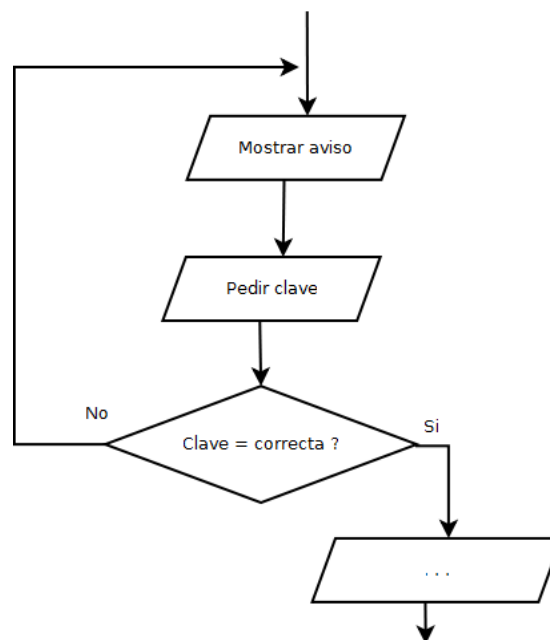 Mostrar aviso
Pedir clave
No
Si
Clave = correcta ?
. . .